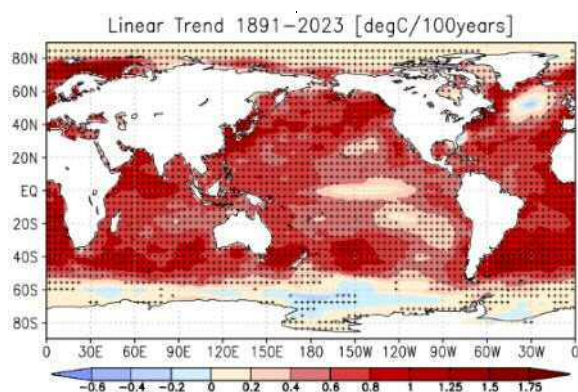 Linear Trend 1891-2023 [degC/100years]
80N
60N
40N
20N
EQ
20S
40S
60S
80S
0 30E 60E 90E 120E 150E 180 150W 120W 90W 60W 30W 0
-0.6 -0.4 -0.2 0 0.2 0.4 0.6 0.8 1 1.25 1.5 1.75